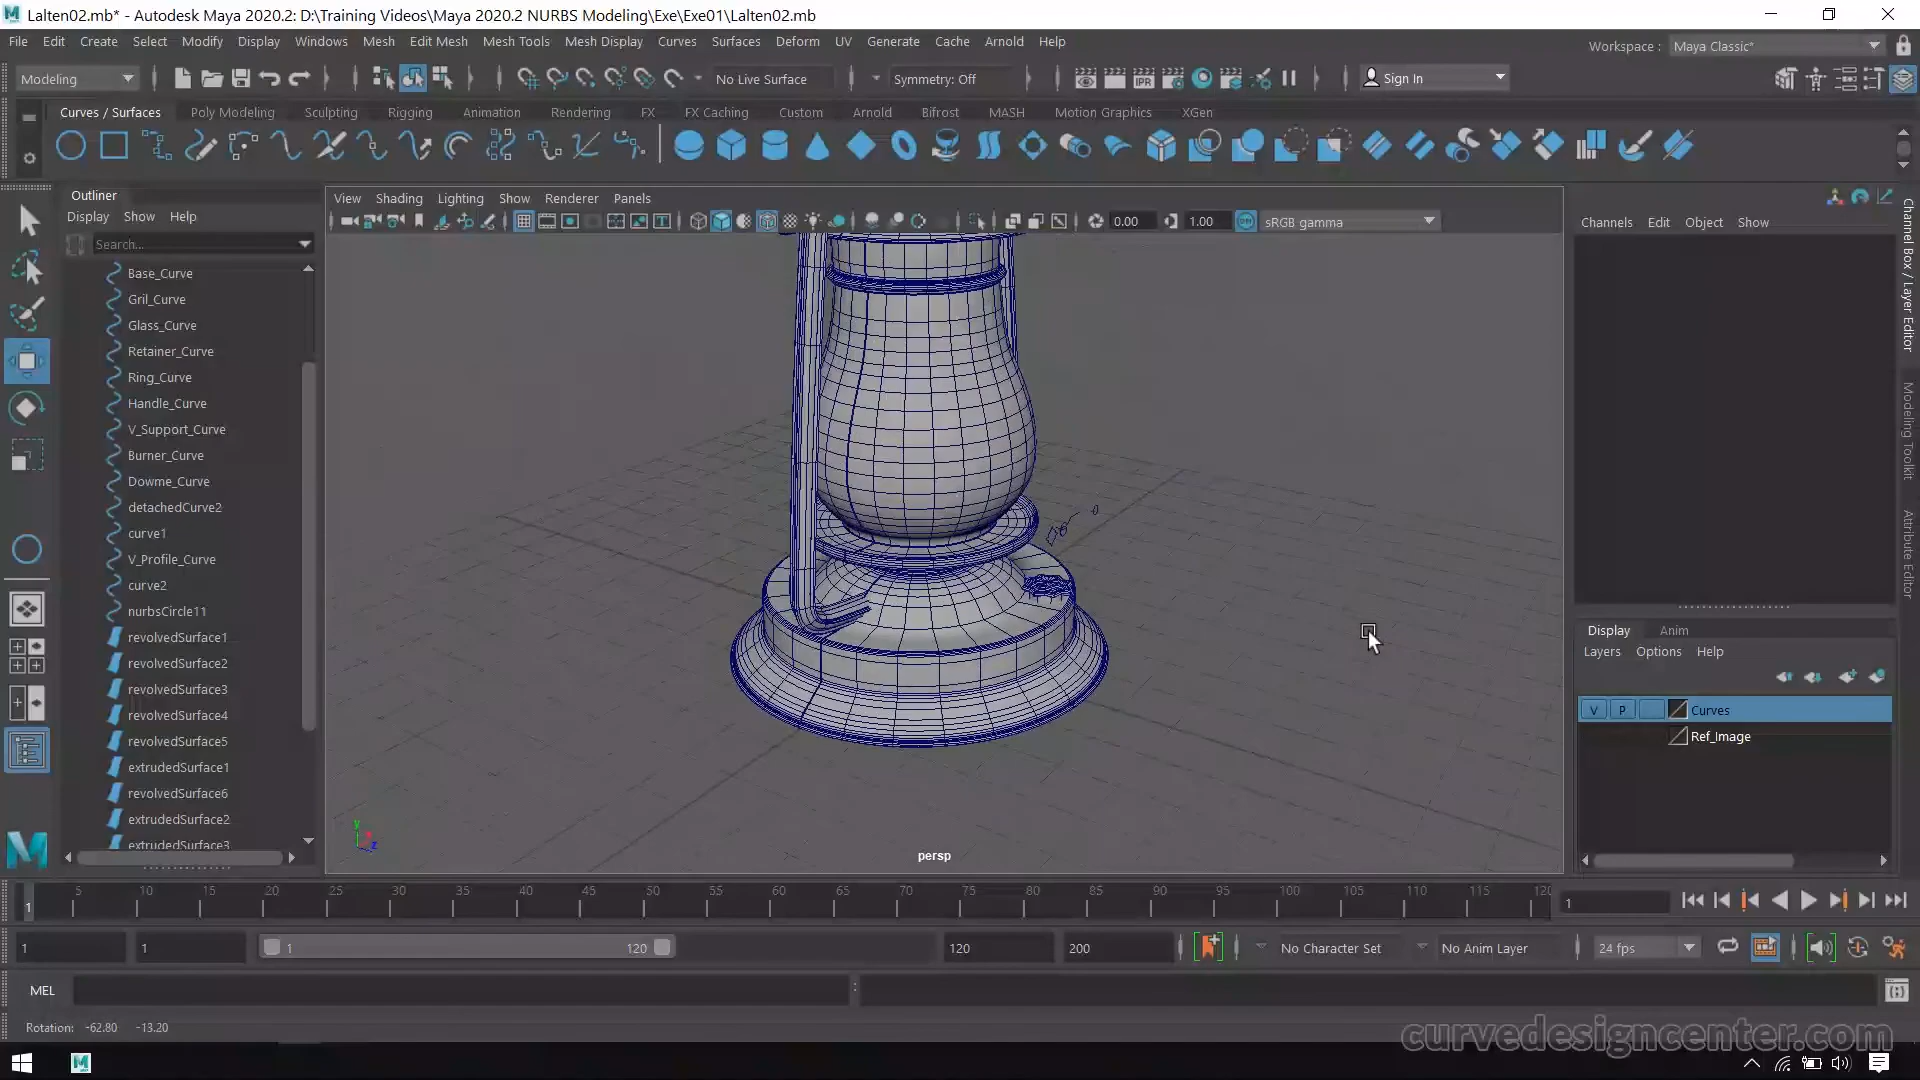 Lalten02.mb* - Autodesk Maya 2020.2: D:\Training Videos\Maya 2020.2 NURBS Modeling\Exe\Exe01\Lalten02.mb
File Edit Create Select Modify Display Windows Mesh Edit Mesh Mesh Tools Mesh Display Curves Surfaces Deform UV Generate Cache Arnold Help
Workspace : Maya Classic*
Modeling
No Live Surface
Symmetry: Off
IPR
Sign In
Curves / Surfaces Poly Modeling Sculpting Rigging Animation Rendering FX FX Caching Custom Arnold Bifrost MASH Motion Graphics XGen
Outliner
Display Show Help
Search...
Base_Curve
Gril_Curve
Glass_Curve
Retainer_Curve
Ring_Curve
Handle_Curve
V_Support_Curve
Burner_Curve
Dowme_Curve
detachedCurve2
curve1
V_Profile_Curve
curve2
nurbsCircle11
revolvedSurface1
revolvedSurface2
revolvedSurface3
revolvedSurface4
revolvedSurface5
extrudedSurface1
revolvedSurface6
extrudedSurface2
extrudedSurface3
View Shading Lighting Show Renderer Panels
0.00
1.00
sRGB gamma
y
z
persp
Channels Edit Object Show
Channel Box / Layer Editor
Modeling Toolkit
Attribute Editor
Display Anim
Layers Options Help
V P Curves
Ref_Image
1 5 10 15 20 25 30 35 40 45 50 55 60 65 70 75 80 85 90 95 100 105 110 115 120
1
1 1 1 120 120 200
No Character Set
No Anim Layer
24 fps
MEL
Rotation: -62.80 -13.20
curvedesigncenter.com